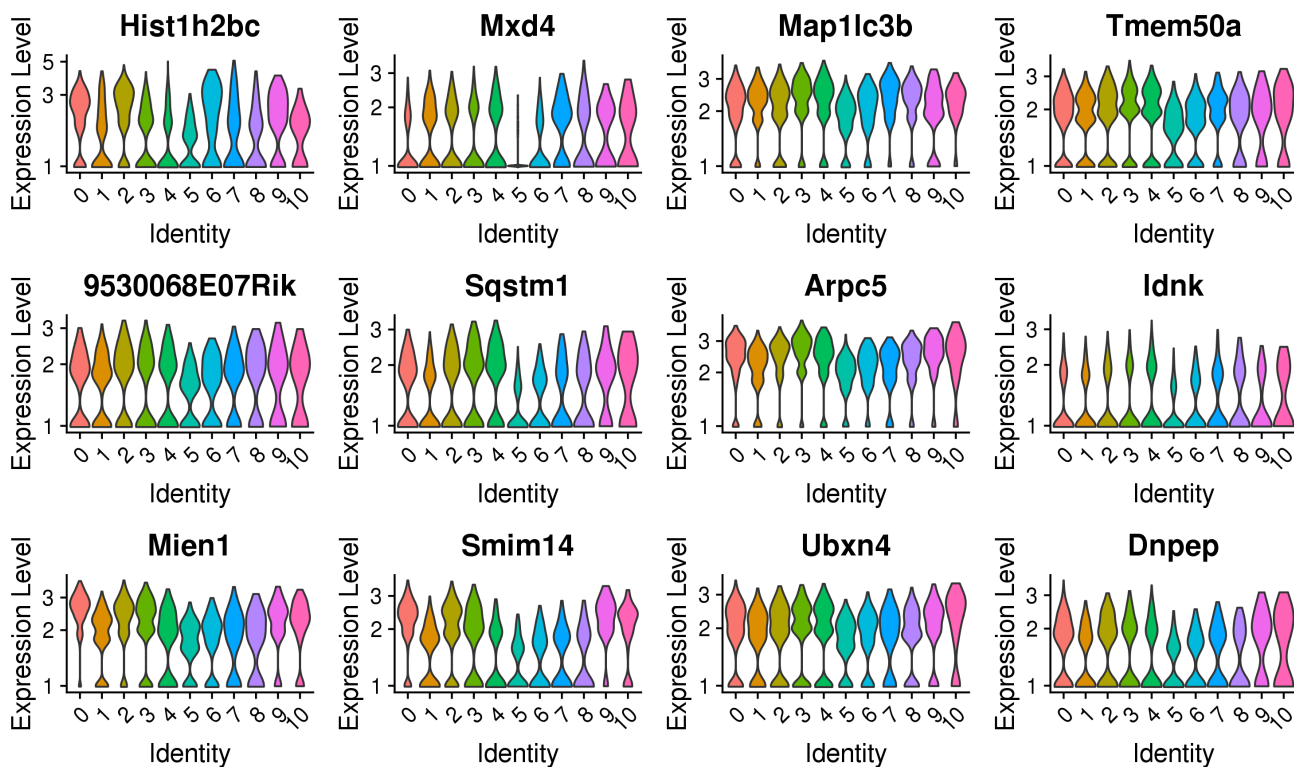 Hist1h2bc
Mxd4
Map1lc3b
Tmem50a
Expression Level
5
3
1
0 1 2 3 4 5 6 7 8 9 10
Identity
Expression Level
3
2
1
0 1 2 3 4 5 6 7 8 9 10
Identity
Expression Level
3
2
1
0 1 2 3 4 5 6 7 8 9 10
Identity
Expression Level
3
2
1
0 1 2 3 4 5 6 7 8 9 10
Identity
9530068E07Rik
Sqstm1
Arpc5
Idnk
Expression Level
3
2
1
0 1 2 3 4 5 6 7 8 9 10
Identity
Expression Level
3
2
1
0 1 2 3 4 5 6 7 8 9 10
Identity
Expression Level
3
2
1
0 1 2 3 4 5 6 7 8 9 10
Identity
Expression Level
3
2
1
0 1 2 3 4 5 6 7 8 9 10
Identity
Mien1
Smim14
Ubxn4
Dnpep
Expression Level
3
2
1
0 1 2 3 4 5 6 7 8 9 10
Identity
Expression Level
3
2
1
0 1 2 3 4 5 6 7 8 9 10
Identity
Expression Level
3
2
1
0 1 2 3 4 5 6 7 8 9 10
Identity
Expression Level
3
2
1
0 1 2 3 4 5 6 7 8 9 10
Identity